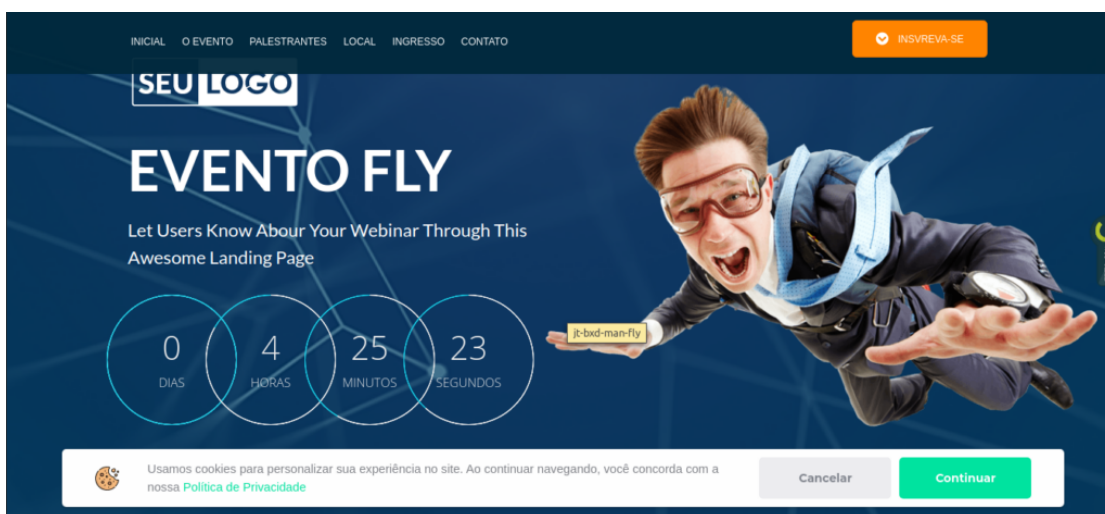 INICIAL O EVENTO PALESTRANTES LOCAL INGRESSO CONTATO
INSVREVA-SE
SEU LOGO
EVENTO FLY
Let Users Know Abour Your Webinar Through This
Awesome Landing Page
0 4 25 23
DIAS HORAS MINUTOS SEGUNDOS
jt-bxd-man-fly
Usamos cookies para personalizar sua experiência no site. Ao continuar navegando, você concorda com a
nossa Política de Privacidade
Cancelar Continuar